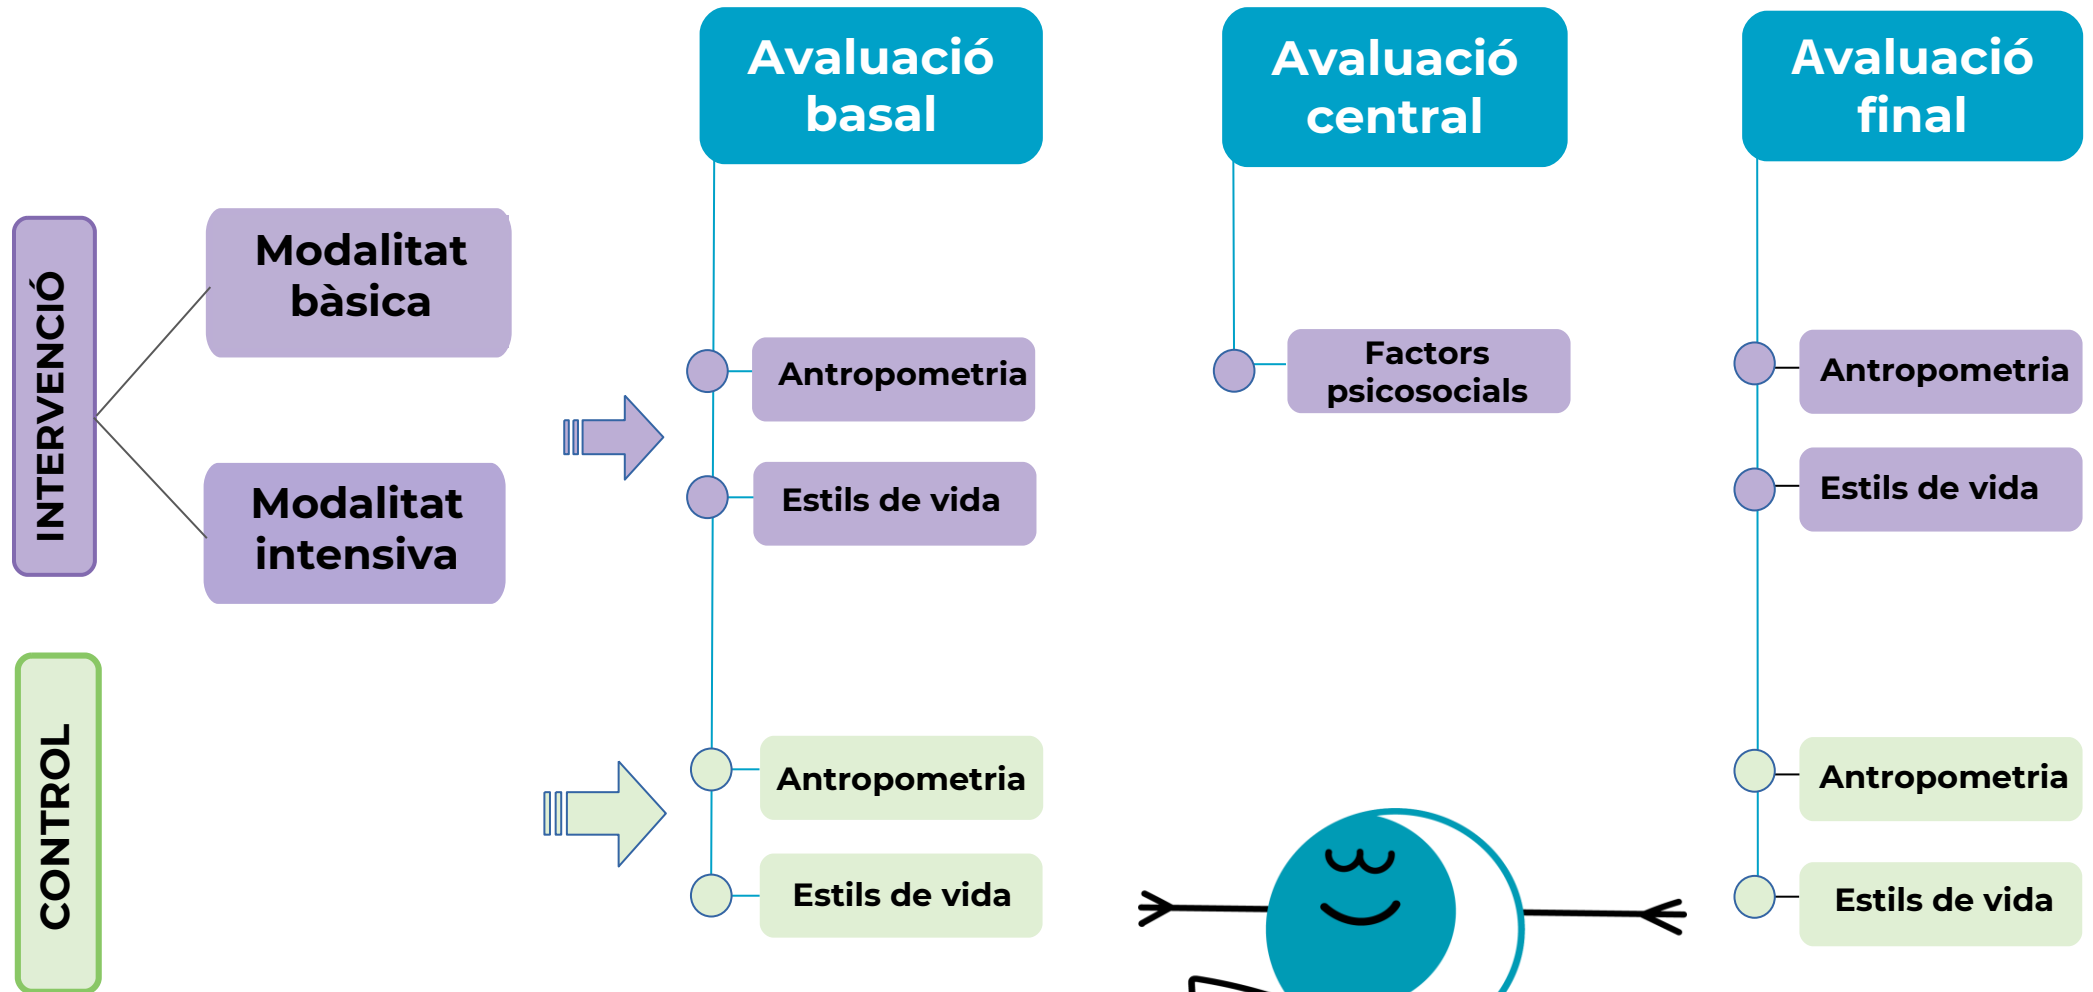 Avaluació
basal
Avaluació
central
Avaluació
final
INTERVENCIÓ
Modalitat
bàsica
Modalitat
intensiva
Antropometria
Estils de vida
Factors
psicosocials
Antropometria
Estils de vida
CONTROL
Antropometria
Estils de vida
Antropometria
Estils de vida